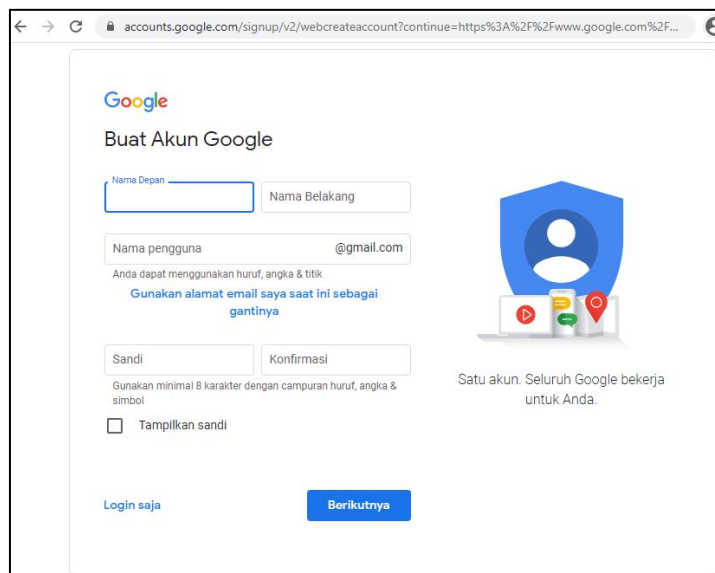 accounts.google.com/signup/v2/webcreateaccount?continue=https%3A%2F%2Fwww.google.com%2F...
Google
Buat Akun Google
Nama Depan
Nama Belakang
Nama pengguna @gmail.com
Anda dapat menggunakan huruf, angka & titik
Gunakan alamat email saya saat ini sebagai
gantinya
Sandi
Konfirmasi
Gunakan minimal 8 karakter dengan campuran huruf, angka &
simbol
Tampilkan sandi
Satu akun. Seluruh Google bekerja
untuk Anda.
Login saja
Berikutnya